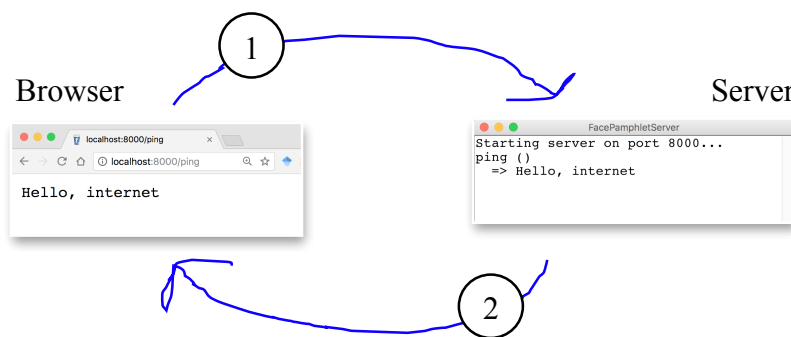 1
Browser
Server
localhost:8000/ping
localhost:8000/ping
Hello, internet
FacePamphletServer
Starting server on port 8000...
ping ()
=> Hello, internet
2